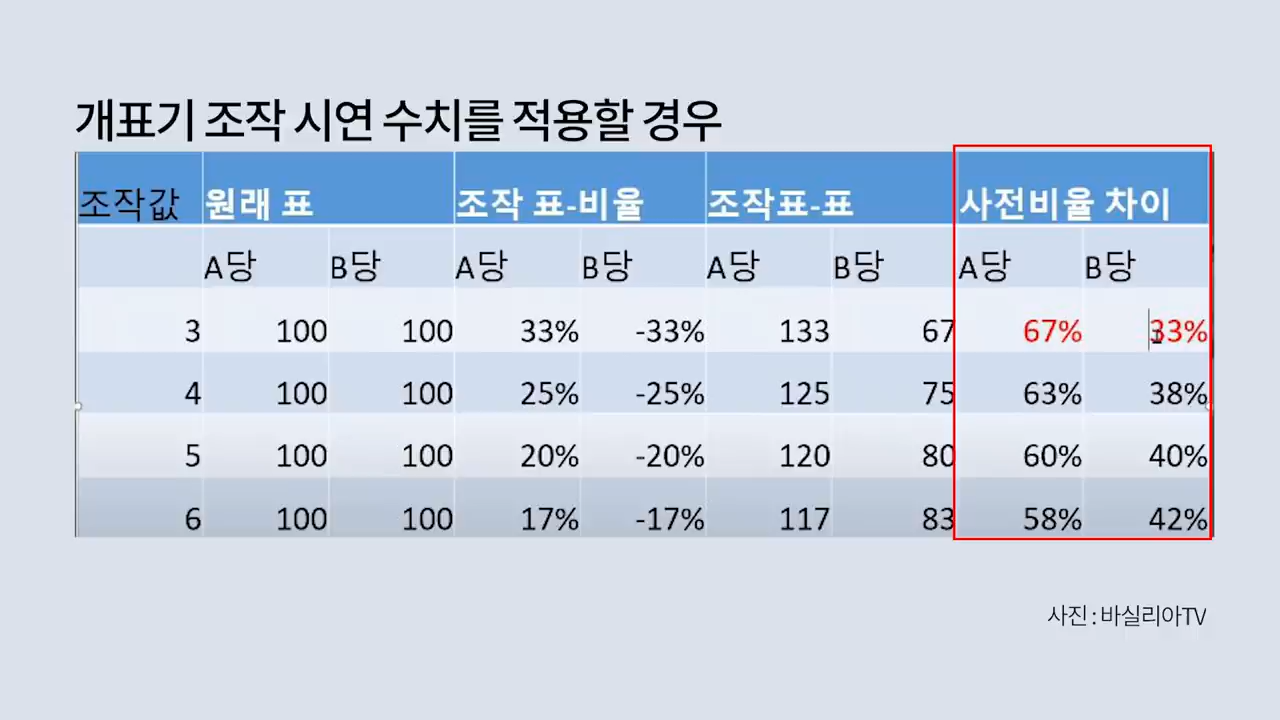 개표기 조작 시연 수치를 적용할 경우
조작값 원래 표 조작 표-비율 조작표-표 사전비율 차이
A당 B당 A당 B당 A당 B당 A당 B당
3 100 100 33% -33% 133 67 67% 33%
4 100 100 25% -25% 125 75 63% 38%
5 100 100 20% -20% 120 80 60% 40%
6 100 100 17% -17% 117 83 58% 42%
사진 : 바실리아TV